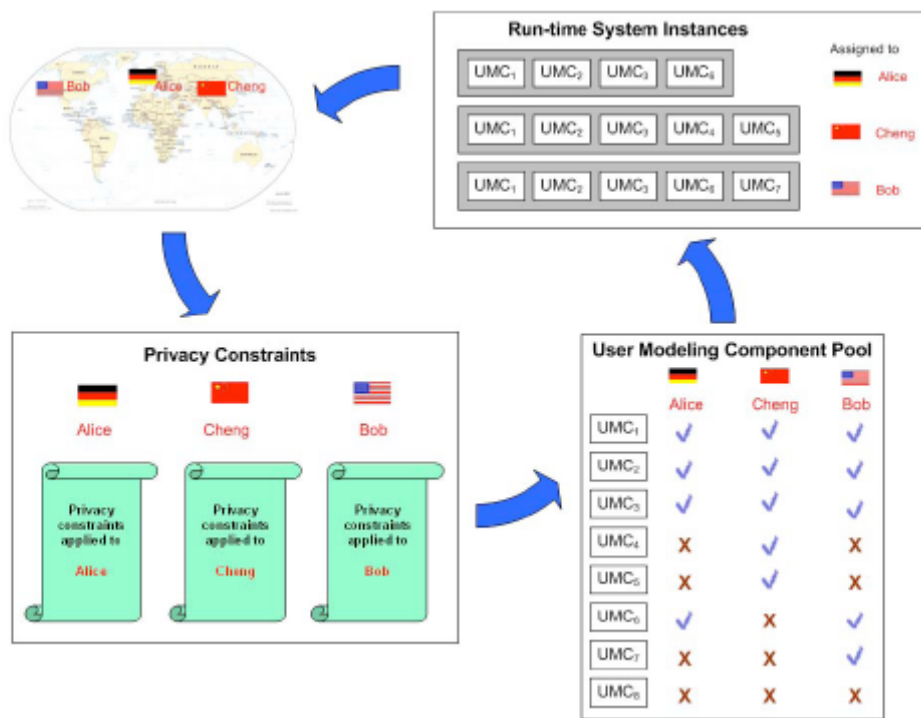 Bob
Alice
Cheng
Run-time System Instances
Assigned to
UMC₁ UMC₂ UMC₃ UMC₆
Alice
UMC₁ UMC₂ UMC₃ UMC₄ UMC₅
Cheng
UMC₁ UMC₂ UMC₃ UMC₆ UMC₇
Bob
Privacy Constraints
Alice Cheng Bob
Privacy
constraints
applied to
Alice
Privacy
constraints
applied to
Cheng
Privacy
constraints
applied to
Bob
User Modeling Component Pool
Alice Cheng Bob
UMC₁
UMC₂
UMC₃
UMC₄ X X
UMC₅ X X
UMC₆ X
UMC₇ X X
UMC₈ X X X